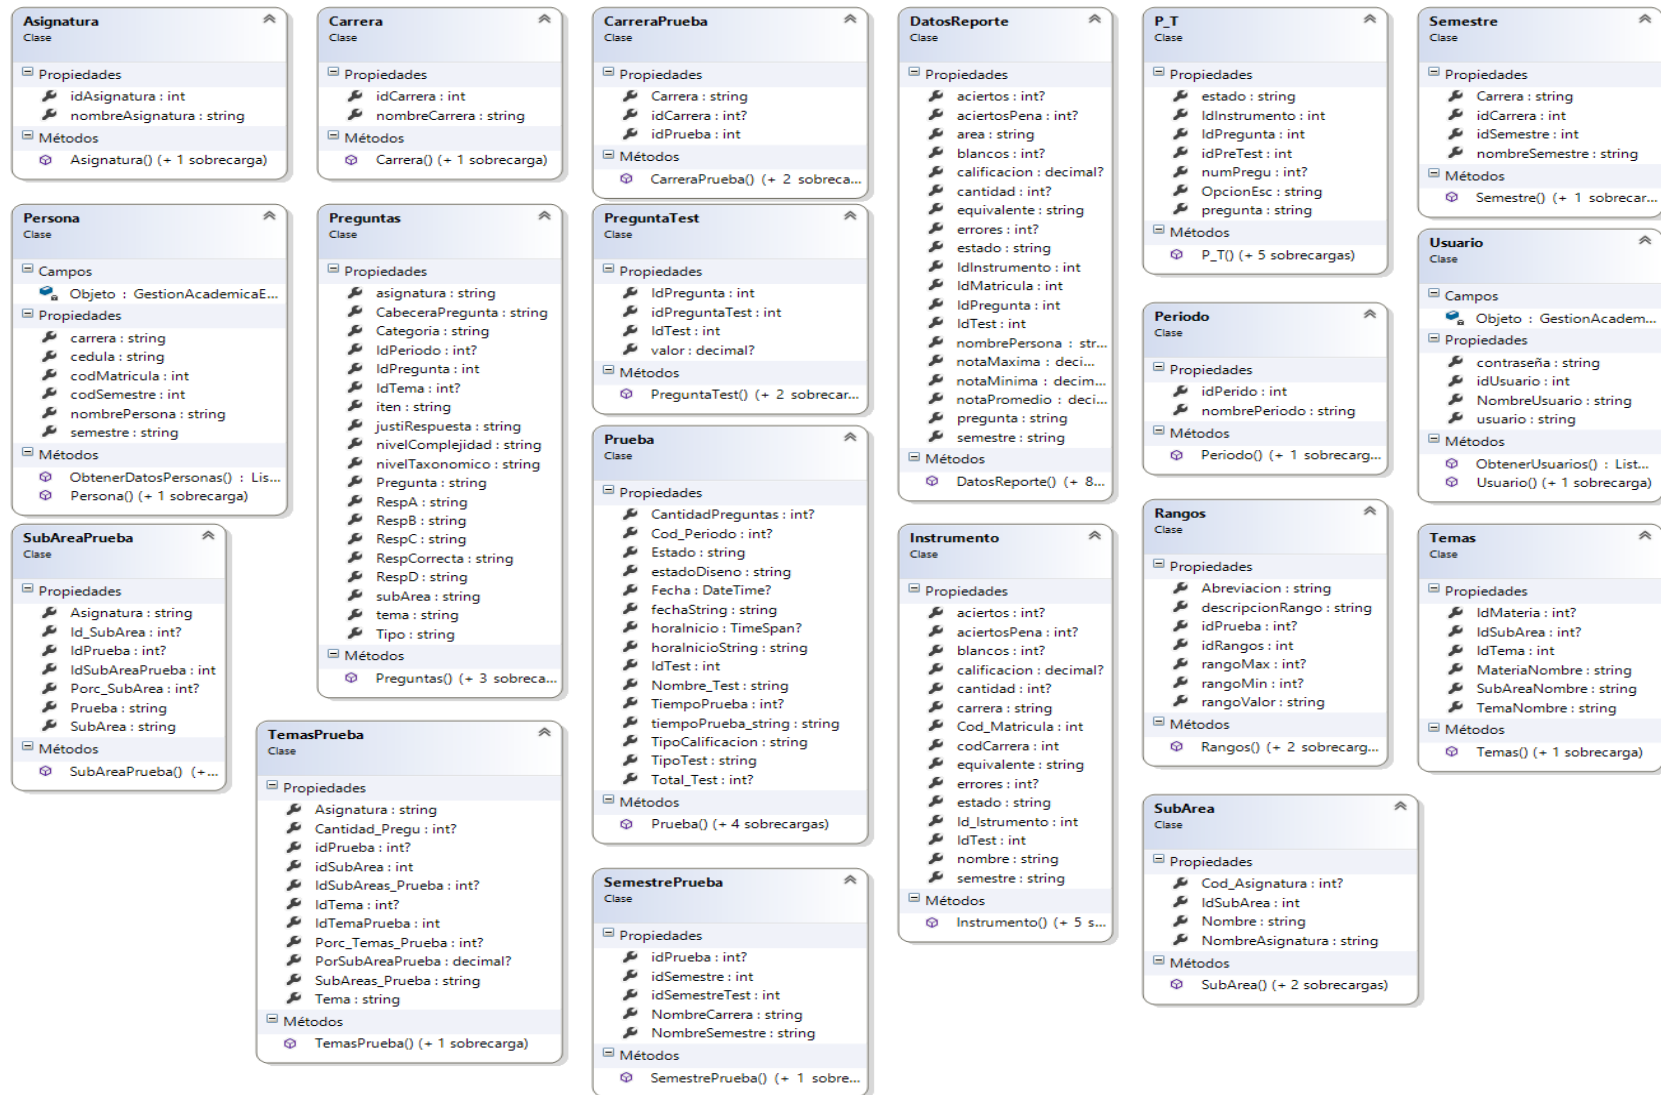 Asignatura
Clase
Propiedades
idAsignatura : int
nombreAsignatura : string
Métodos
Asignatura() (+ 1 sobrecarga)
Carrera
Clase
Propiedades
idCarrera : int
nombreCarrera : string
Métodos
Carrera() (+ 1 sobrecarga)
CarreraPrueba
Clase
Propiedades
Carrera : string
idCarrera : int?
idPrueba : int
Métodos
CarreraPrueba() (+ 2 sobreca...
DatosReporte
Clase
Propiedades
aciertos : int?
aciertosPena : int?
area : string
blancos : int?
calificacion : decimal?
cantidad : int?
equivalente : string
errores : int?
estado : string
IdInstrumento : int
IdMatricula : int
IdPregunta : int
IdTest : int
nombrePersona : str...
notaMaxima : deci...
notaMinima : decim...
notaPromedio : deci...
pregunta : string
semestre : string
Métodos
DatosReporte() (+ 8...
P_T
Clase
Propiedades
estado : string
IdInstrumento : int
IdPregunta : int
idPreTest : int
numPregu : int?
OpcionEsc : string
pregunta : string
Métodos
P_T() (+ 5 sobrecargas)
Semestre
Clase
Propiedades
Carrera : string
idCarrera : int
idSemestre : int
nombreSemestre : string
Métodos
Semestre() (+ 1 sobrecar...
Persona
Clase
Campos
Objeto : GestionAcademicaE...
Propiedades
carrera : string
cedula : string
codMatricula : int
codSemestre : int
nombrePersona : string
semestre : string
Métodos
ObtenerDatosPersonas() : Lis...
Persona() (+ 1 sobrecarga)
Preguntas
Clase
Propiedades
asignatura : string
CabeceraPregunta : string
Categoria : string
IdPeriodo : int?
IdPregunta : int
IdTema : int?
iten : string
justiRespuesta : string
nivelComplejidad : string
nivelTaxonomico : string
Pregunta : string
RespA : string
RespB : string
RespC : string
RespCorrecta : string
RespD : string
subArea : string
tema : string
Tipo : string
Métodos
Preguntas() (+ 3 sobreca...
PreguntaTest
Clase
Propiedades
IdPregunta : int
idPreguntaTest : int
IdTest : int
valor : decimal?
Métodos
PreguntaTest() (+ 2 sobrecar...
Usuario
Clase
Campos
Objeto : GestionAcadem...
Propiedades
contraseña : string
idUsuario : int
NombreUsuario : string
usuario : string
Métodos
ObtenerUsuarios() : List...
Usuario() (+ 1 sobrecarga)
Periodo
Clase
Propiedades
idPerido : int
nombrePeriodo : string
Métodos
Periodo() (+ 1 sobrecarg...
Prueba
Clase
Propiedades
CantidadPreguntas : int?
Cod_Periodo : int?
Estado : string
estadoDiseno : string
Fecha : DateTime?
fechaString : string
horaInicio : TimeSpan?
horaInicioString : string
IdTest : int
Nombre_Test : string
TiempoPrueba : int?
tiempoPrueba_string : string
TipoCalificacion : string
TipoTest : string
Total_Test : int?
Métodos
Prueba() (+ 4 sobrecargas)
SubAreaPrueba
Clase
Propiedades
Asignatura : string
Id_SubArea : int?
IdPrueba : int?
IdSubAreaPrueba : int
Porc_SubArea : int?
Prueba : string
SubArea : string
Métodos
SubAreaPrueba() (+...
Instrumento
Clase
Propiedades
aciertos : int?
aciertosPena : int?
blancos : int?
calificacion : decimal?
cantidad : int?
carrera : string
Cod_Matricula : int
codCarrera : int
equivalente : string
errores : int?
estado : string
Id_Istrumento : int
IdTest : int
nombre : string
semestre : string
Métodos
Instrumento() (+ 5 s...
Rangos
Clase
Propiedades
Abreviacion : string
descripcionRango : string
idPrueba : int?
idRangos : int
rangoMax : int?
rangoMin : int?
rangoValor : string
Métodos
Rangos() (+ 2 sobrecarg...
Temas
Clase
Propiedades
IdMateria : int?
IdSubArea : int?
IdTema : int
MateriaNombre : string
SubAreaNombre : string
TemaNombre : string
Métodos
Temas() (+ 1 sobrecarga)
TemasPrueba
Clase
Propiedades
Asignatura : string
Cantidad_Pregu : int?
idPrueba : int?
idSubArea : int
IdSubAreas_Prueba : int?
IdTema : int?
IdTemaPrueba : int
Porc_Temas_Prueba : int?
PorSubAreaPrueba : decimal?
SubAreas_Prueba : string
Tema : string
Métodos
TemasPrueba() (+ 1 sobrecarga)
SemestrePrueba
Clase
Propiedades
idPrueba : int?
idSemestre : int
idSemestreTest : int
NombreCarrera : string
NombreSemestre : string
Métodos
SemestrePrueba() (+ 1 sobre...
SubArea
Clase
Propiedades
Cod_Asignatura : int?
IdSubArea : int
Nombre : string
NombreAsignatura : string
Métodos
SubArea() (+ 2 sobrecargas)